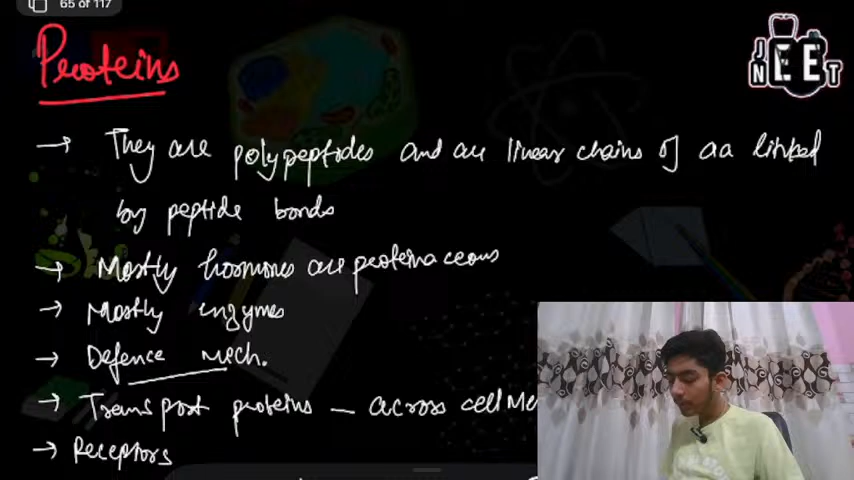 65 of 117
Proteins
JNEET
→ They are polypeptides and are linear chains of aa linked
by peptide bonds
→ Mostly hormones are proteinaceous
→ Mostly enzymes
→ Defence Mech.
→ Transport proteins — across cell Me
→ Receptors